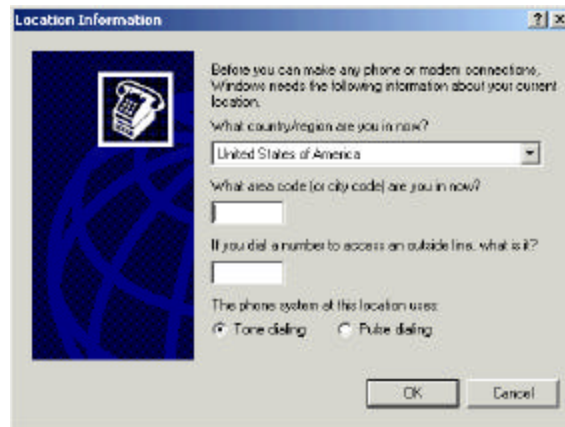 Location Information
Before you can make any phone or modem connections,
Windows needs the following information about your current
location.
What country/region are you in now?
United States of America
What area code (or city code) are you in now?
If you dial a number to access an outside line, what is it?
The phone system at this location uses:
Tone dialing Pulse dialing
OK Cancel